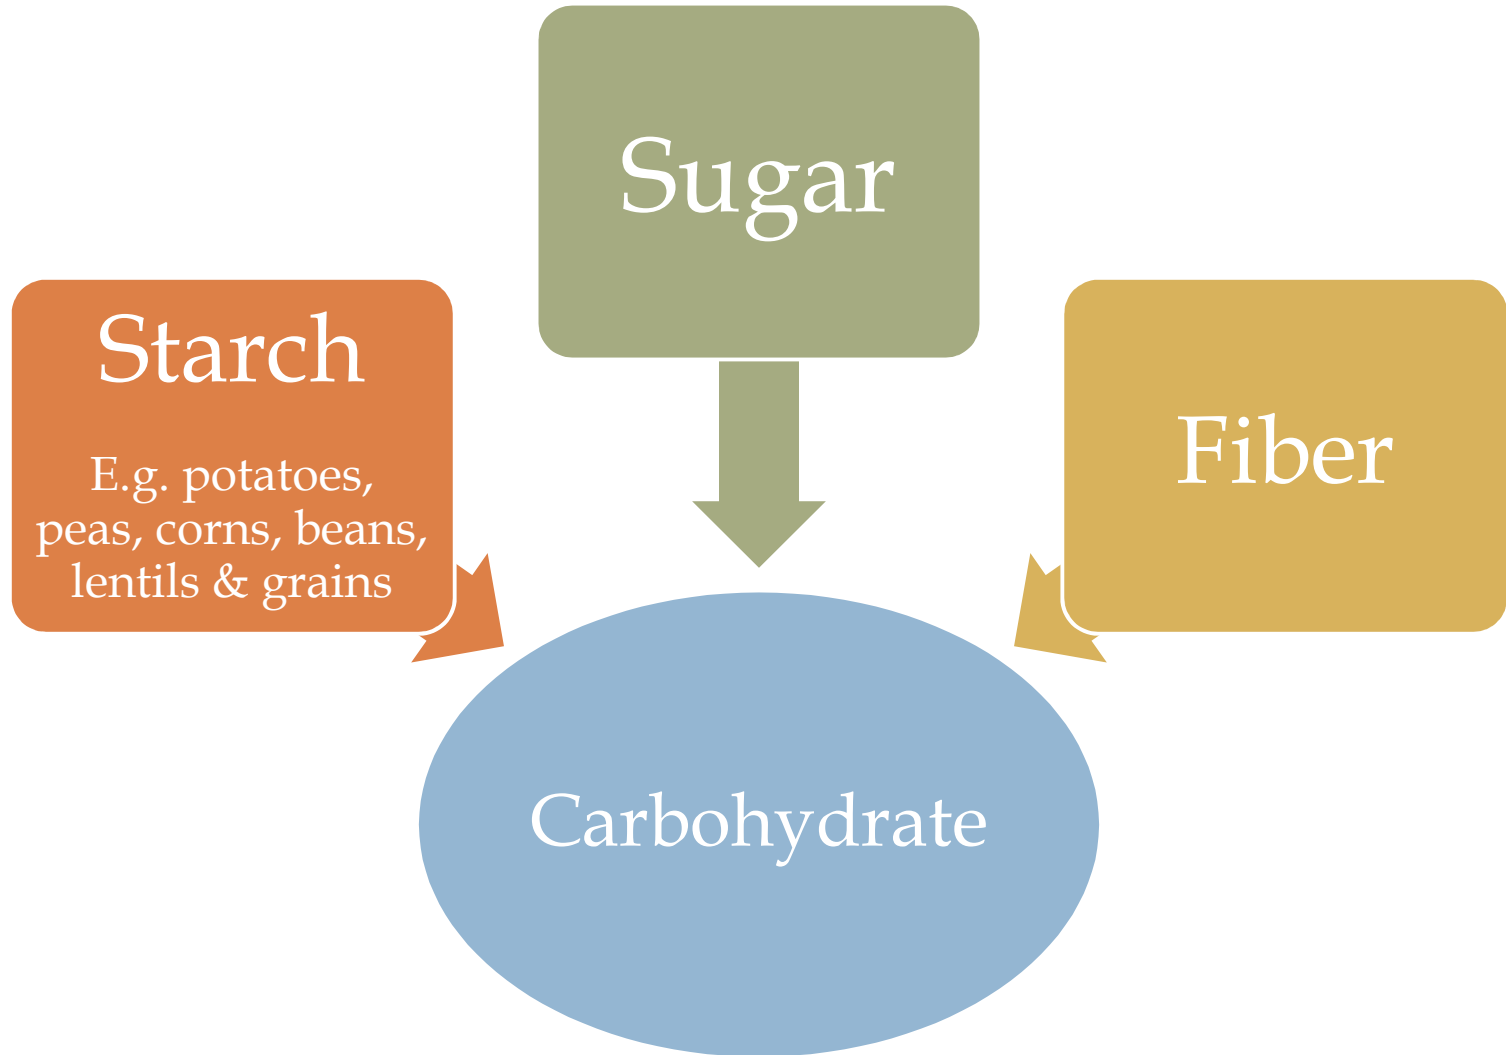 Sugar
Starch
E.g. potatoes,
peas, corns, beans,
lentils & grains
Fiber
Carbohydrate